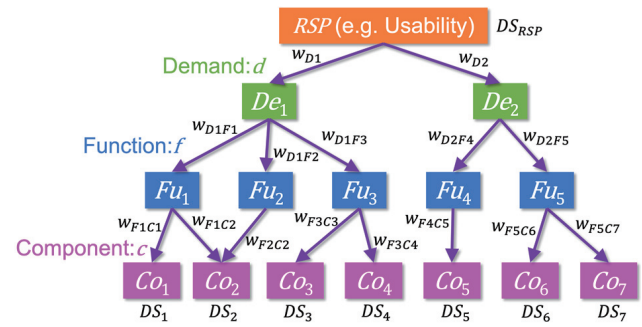 RSP (e.g. Usability) DS_RSP
w_D1 w_D2
Demand:d
De_1 De_2
w_D1F1 w_D1F2 w_D1F3 w_D2F4 w_D2F5
Function:f
Fu_1 Fu_2 Fu_3 Fu_4 Fu_5
w_F1C1 w_F1C2 w_F2C2 w_F3C3 w_F3C4 w_F4C5 w_F5C6 w_F5C7
Component:c
Co_1 Co_2 Co_3 Co_4 Co_5 Co_6 Co_7
DS_1 DS_2 DS_3 DS_4 DS_5 DS_6 DS_7